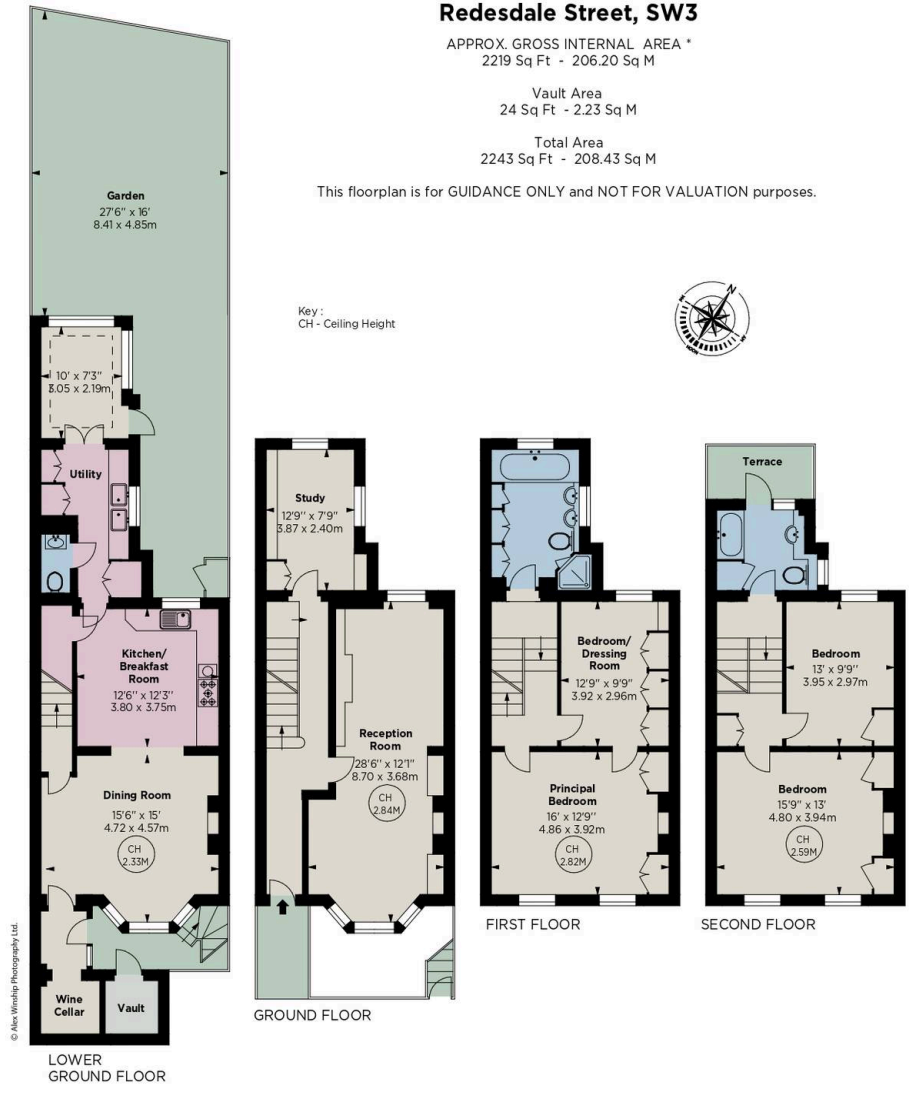 Redesdale Street, SW3
APPROX. GROSS INTERNAL AREA *
2219 Sq Ft - 206.20 Sq M
Vault Area
24 Sq Ft - 2.23 Sq M
Total Area
2243 Sq Ft - 208.43 Sq M
This floorplan is for GUIDANCE ONLY and NOT FOR VALUATION purposes.
Key :
CH - Ceiling Height
N
Garden
27'6" x 16'
8.41 x 4.85m
10' x 7'3"
3.05 x 2.19m
Utility
Kitchen/
Breakfast
Room
12'6" x 12'3"
3.80 x 3.75m
Dining Room
15'6" x 15'
4.72 x 4.57m
CH
2.33M
Wine
Cellar
Vault
LOWER
GROUND FLOOR
Study
12'9" x 7'9"
3.87 x 2.40m
Reception
Room
28'6" x 12'1"
8.70 x 3.68m
CH
2.84M
GROUND FLOOR
Bedroom/
Dressing
Room
12'9" x 9'9"
3.92 x 2.96m
Principal
Bedroom
16' x 12'9"
4.86 x 3.92m
CH
2.82M
FIRST FLOOR
Terrace
Bedroom
13' x 9'9"
3.95 x 2.97m
Bedroom
15'9" x 13'
4.80 x 3.94m
CH
2.59M
SECOND FLOOR
© Alex Winship Photography Ltd.